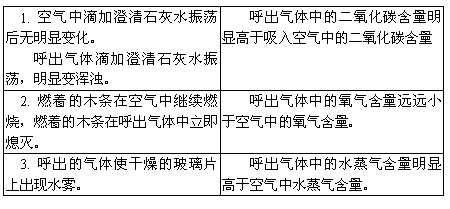 1. 空气中滴加澄清石灰水振荡
后无明显变化。
呼出气体滴加澄清石灰水振
荡，明显变浑浊。
呼出气体中的二氧化碳含量明
显高于吸入空气中的二氧化碳含量
2. 燃着的木条在空气中继续燃
烧，燃着的木条在呼出气体中立即
熄灭。
呼出气体中的氧气含量远远小
于空气中的氧气含量。
3. 呼出的气体使干燥的玻璃片
上出现水雾。
呼出气体中的水蒸气含量明显
高于空气中水蒸气含量。